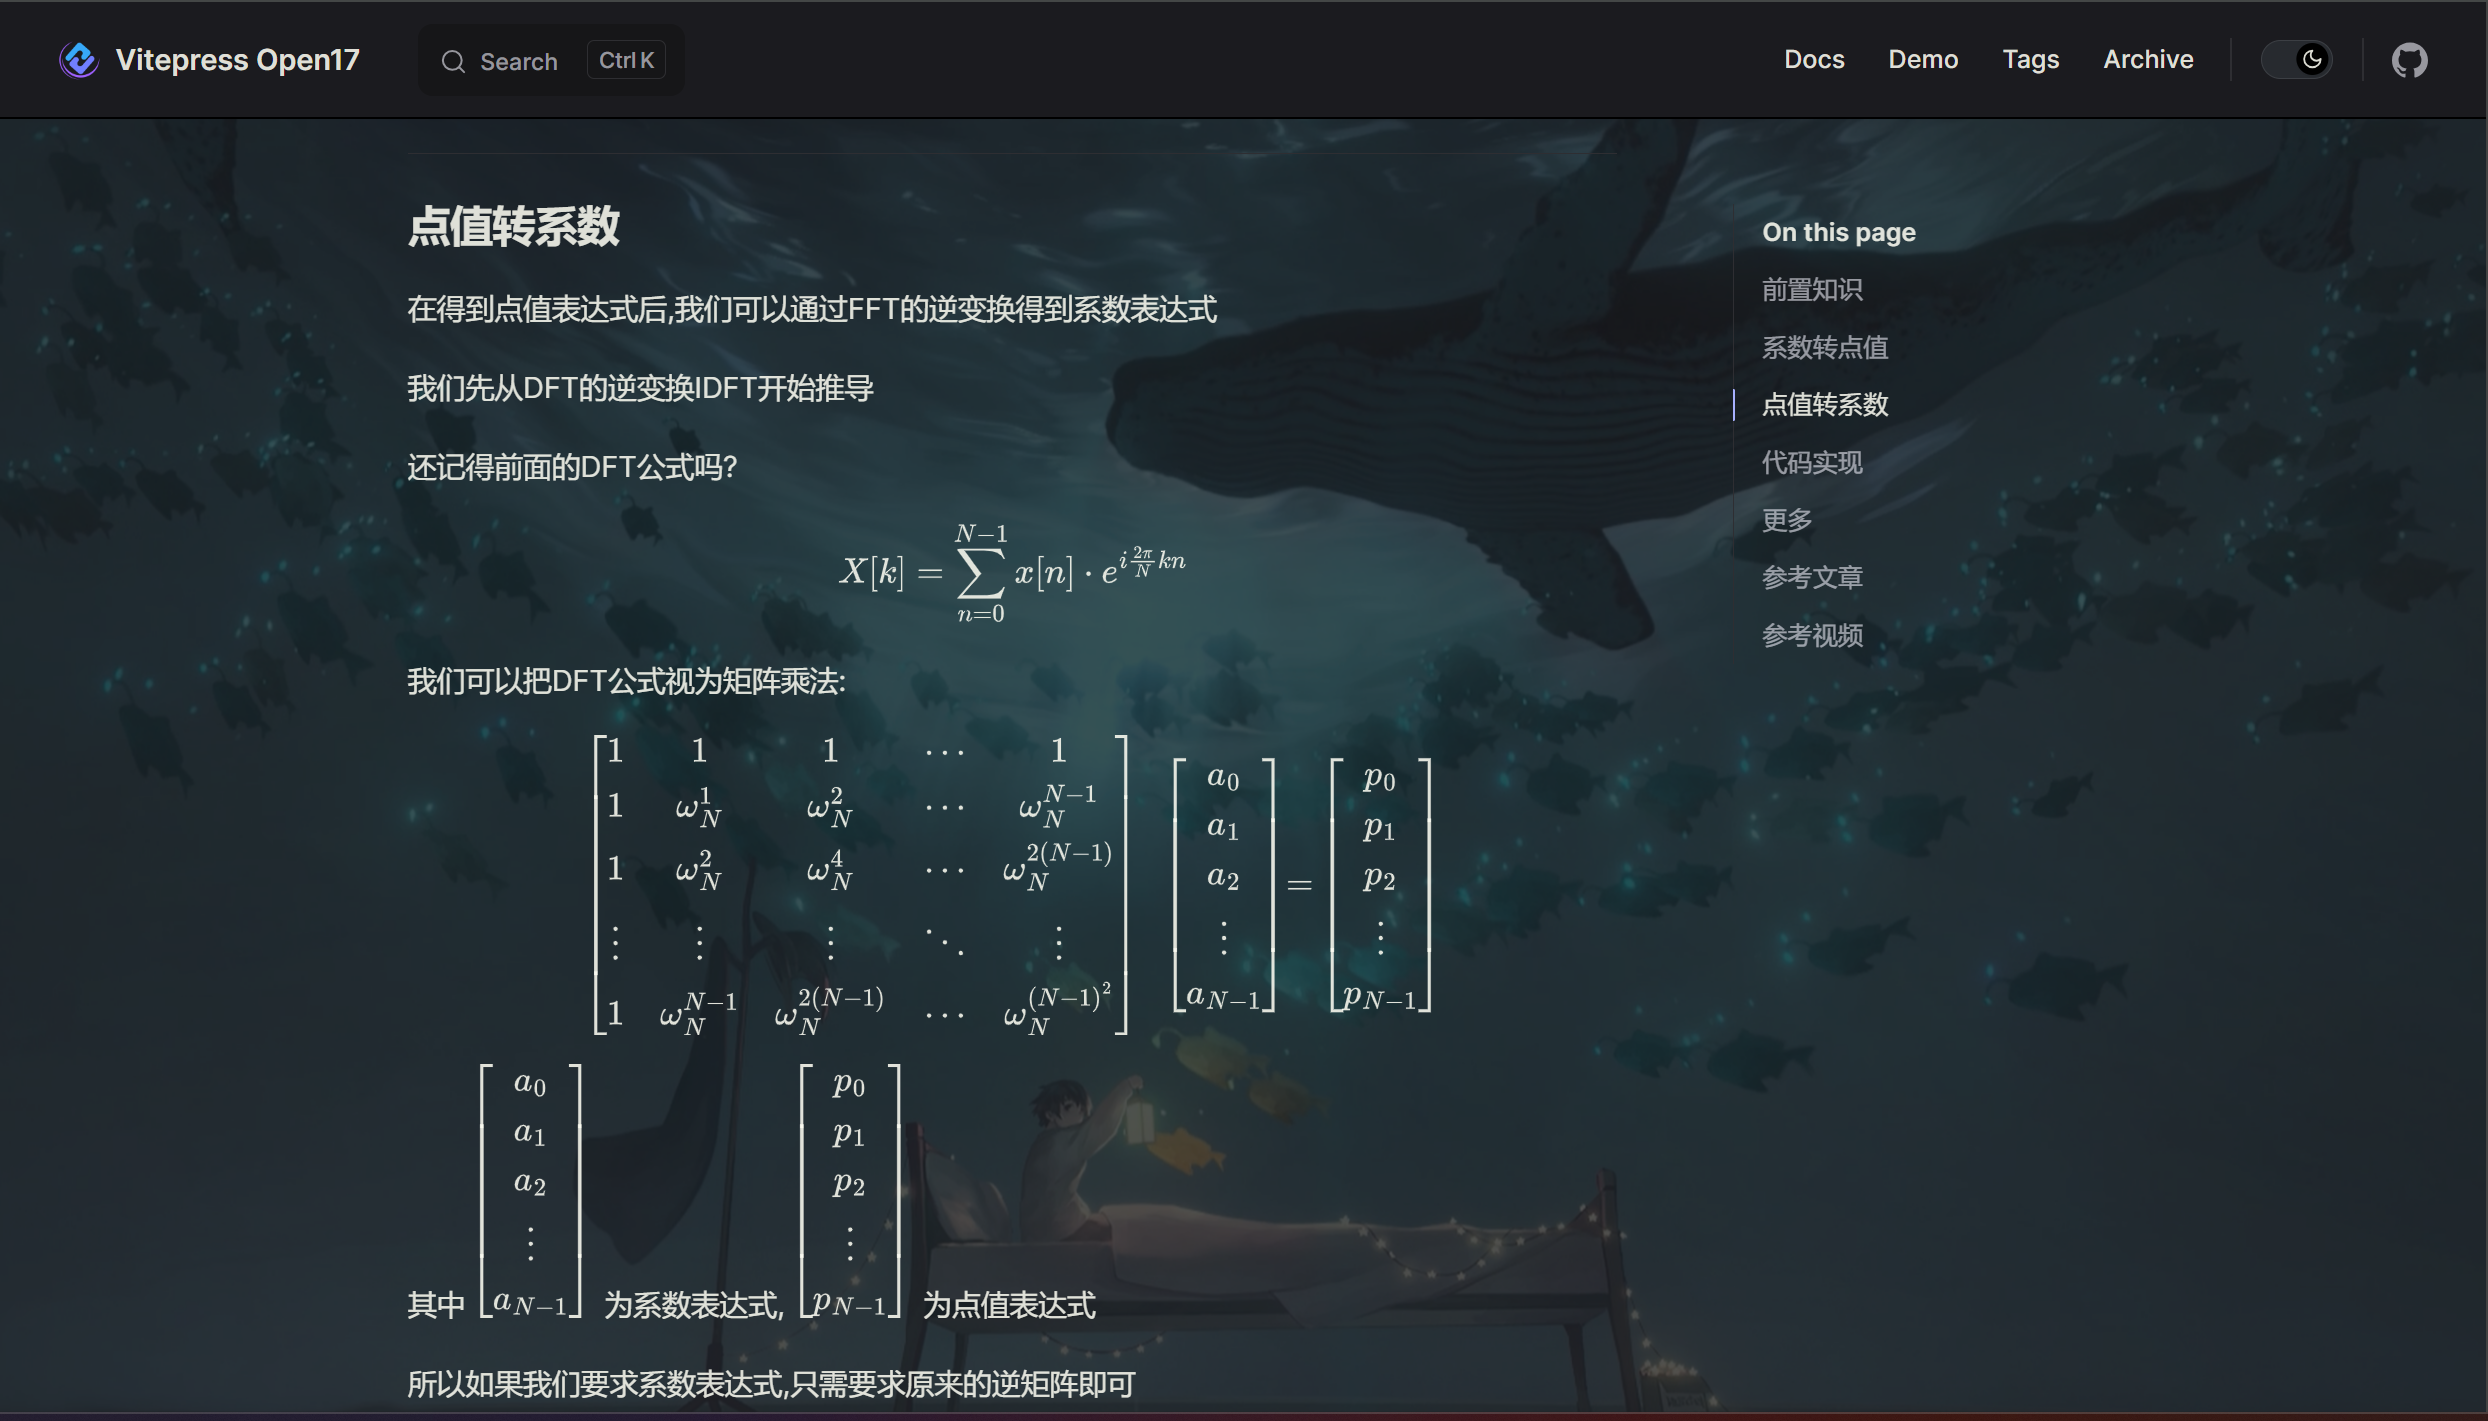 Vitepress Open17
Search
Ctrl K
Docs
Demo
Tags
Archive
点值转系数
在得到点值表达式后,我们可以通过FFT的逆变换得到系数表达式
我们先从DFT的逆变换IDFT开始推导
还记得前面的DFT公式吗?
X[k] = \sum_{n=0}^{N-1} x[n] \cdot e^{i\frac{2\pi}{N}kn}
我们可以把DFT公式视为矩阵乘法:
\begin{bmatrix} 1 & 1 & 1 & \cdots & 1 \\ 1 & \omega_N^1 & \omega_N^2 & \cdots & \omega_N^{N-1} \\ 1 & \omega_N^2 & \omega_N^4 & \cdots & \omega_N^{2(N-1)} \\ \vdots & \vdots & \vdots & \ddots & \vdots \\ 1 & \omega_N^{N-1} & \omega_N^{2(N-1)} & \cdots & \omega_N^{(N-1)^2} \end{bmatrix} \begin{bmatrix} a_0 \\ a_1 \\ a_2 \\ \vdots \\ a_{N-1} \end{bmatrix} = \begin{bmatrix} p_0 \\ p_1 \\ p_2 \\ \vdots \\ p_{N-1} \end{bmatrix}
其中 \begin{bmatrix} a_0 \\ a_1 \\ a_2 \\ \vdots \\ a_{N-1} \end{bmatrix} 为系数表达式, \begin{bmatrix} p_0 \\ p_1 \\ p_2 \\ \vdots \\ p_{N-1} \end{bmatrix} 为点值表达式
所以如果我们要求系数表达式,只需要求原来的逆矩阵即可
On this page
前置知识
系数转点值
点值转系数
代码实现
更多
参考文章
参考视频